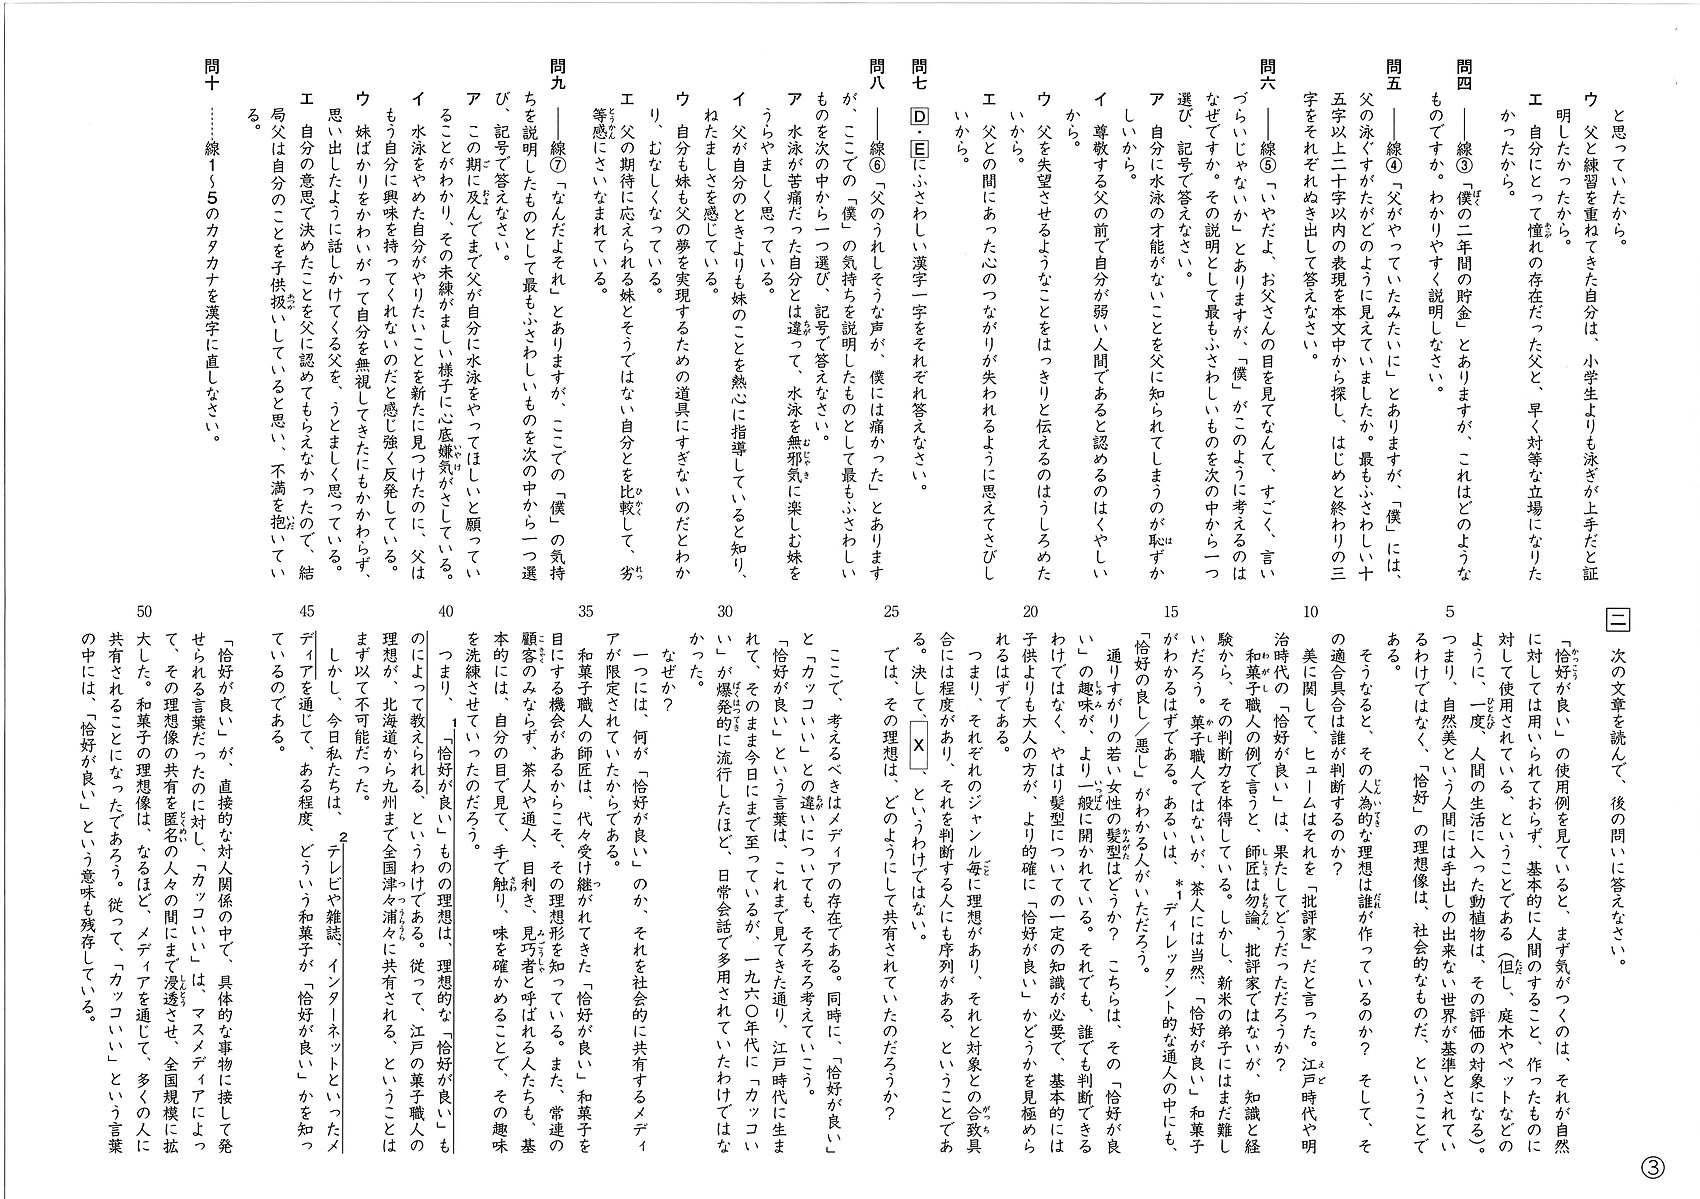 と思っていたから。
ウ　父と練習を重ねてきた自分は、小学生よりも泳ぎが上手だと証
明したかったから。
エ　自分にとって憧れの存在だった父と、早く対等な立場になりた
かったから。
問四　――線③「僕の二年間の貯金」とありますが、これはどのような
ものですか。わかりやすく説明しなさい。
問五　――線④「父がやっていたみたいに」とありますが、「僕」には、
父の泳ぐすがたがどのように見えていましたか。最もふさわしい十
五字以上二十字以内の表現を本文中から探し、はじめと終わりの三
字をそれぞれぬき出して答えなさい。
問六　――線⑤「いやだよ、お父さんの目を見てなんて、すごく、言い
づらいじゃないか」とありますが、「僕」がこのように考えるのは
なぜですか。その説明として最もふさわしいものを次の中から一つ
選び、記号で答えなさい。
ア　自分に水泳の才能がないことを父に知られてしまうのが恥ずか
しいから。
イ　尊敬する父の前で自分が弱い人間であると認めるのはくやしい
から。
ウ　父を失望させるようなことをはっきりと伝えるのはうしろめた
いから。
エ　父との間にあった心のつながりが失われるように思えてさびし
いから。
問七　D・Eにふさわしい漢字一字をそれぞれ答えなさい。
問八　――線⑥「父のうれしそうな声が、僕には痛かった」とあります
が、ここでの「僕」の気持ちを説明したものとして最もふさわしい
ものを次の中から一つ選び、記号で答えなさい。
ア　水泳が苦痛だった自分とは違って、水泳を無邪気に楽しむ妹を
うらやましく思っている。
イ　父が自分のときよりも妹のことを熱心に指導していると知り、
ねたましさを感じている。
ウ　自分も妹も父の夢を実現するための道具にすぎないのだとわか
り、むなしくなっている。
エ　父の期待に応えられる妹とそうではない自分とを比較して、劣
等感にさいなまれている。
問九　――線⑦「なんだよそれ」とありますが、ここでの「僕」の気持
ちを説明したものとして最もふさわしいものを次の中から一つ選
び、記号で答えなさい。
ア　この期に及んでまで父が自分に水泳をやってほしいと願ってい
ることがわかり、その未練がましい様子に心底嫌気がさしている。
イ　水泳をやめた自分がやりたいことを新たに見つけたのに、父は
もう自分に興味を持ってくれないのだと感じ強く反発している。
ウ　妹ばかりをかわいがって自分を無視してきたにもかかわらず、
思い出したように話しかけてくる父を、うとましく思っている。
エ　自分の意思で決めたことを父に認めてもらえなかったので、結
局父は自分のことを子供扱いしていると思い、不満を抱いてい
る。
問十　……線1～5のカタカナを漢字に直しなさい。
二　次の文章を読んで、後の問いに答えなさい。
「恰好が良い」の使用例を見ていると、まず気がつくのは、それが自然
に対しては用いられておらず、基本的に人間のすること、作ったものに
対して使用されている、ということである（但し、庭木やペットなどの
ように、一度、人間の生活に入った動植物は、その評価の対象になる）。
5　つまり、自然美という人間には手出しの出来ない世界が基準とされてい
るわけではなく、「恰好」の理想像は、社会的なものだ、ということで
ある。
そうなると、その人為的な理想は誰が作っているのか？　そして、そ
の適合具合は誰が判断するのか？
10　美に関して、ヒュームはそれを「批評家」だと言った。江戸時代や明
治時代の「恰好が良い」は、果たしてどうだっただろうか？
和菓子職人の例で言うと、師匠は勿論、批評家ではないが、知識と経
験から、その判断力を体得している。しかし、新米の弟子にはまだ難し
いだろう。菓子職人ではないが、茶人には当然、「恰好が良い」和菓子
15　がわかるはずである。あるいは、*1ディレッタント的な通人の中にも、
「恰好の良し／悪し」がわかる人がいただろう。
通りすがりの若い女性の髪型はどうか？　こちらは、その「恰好が良
い」の趣味が、より一般に開かれている。それでも、誰でも判断できる
わけではなく、やはり髪型についての一定の知識が必要で、基本的には
20　子供よりも大人の方が、より的確に「恰好が良い」かどうかを見極めら
れるはずである。
つまり、それぞれのジャンル毎に理想があり、それと対象との合致具
合には程度があり、それを判断する人にも序列がある、ということであ
る。決して、X、というわけではない。
25　では、その理想は、どのようにして共有されていたのだろうか？
ここで、考えるべきはメディアの存在である。同時に、「恰好が良い」
と「カッコいい」との違いについても、そろそろ考えていこう。
「恰好が良い」という言葉は、これまで見てきた通り、江戸時代に生ま
れて、そのまま今日にまで至っているが、一九六〇年代に「カッコい
30　い」が爆発的に流行したほど、日常会話で多用されていたわけではな
かった。
なぜか？
一つには、何が「恰好が良い」のか、それを社会的に共有するメディ
アが限定されていたからである。
35　和菓子職人の師匠は、代々受け継がれてきた「恰好が良い」和菓子を
目にする機会があるからこそ、その理想形を知っている。また、常連の
顧客のみならず、茶人や通人、目利き、見巧者と呼ばれる人たちも、基
本的には、自分の目で見て、手で触り、味を確かめることで、その趣味
を洗練させていったのだろう。
40　つまり、1「恰好が良い」ものの理想は、理想的な「恰好が良い」も
のによって教えられる、というわけである。従って、江戸の菓子職人の
理想が、北海道から九州まで全国津々浦々に共有される、ということは
まず以て不可能だった。
しかし、今日私たちは、2テレビや雑誌、インターネットといったメ
45　ディアを通じて、ある程度、どういう和菓子が「恰好が良い」かを知っ
ているのである。
「恰好が良い」が、直接的な対人関係の中で、具体的な事物に接して発
せられる言葉だったのに対し、「カッコいい」は、マスメディアによっ
て、その理想像の共有を匿名の人々の間にまで浸透させ、全国規模に拡
50　大した。和菓子の理想像は、なるほど、メディアを通じて、多くの人に
共有されることになったであろう。従って、「カッコいい」という言葉
の中には、「恰好が良い」という意味も残存している。
③